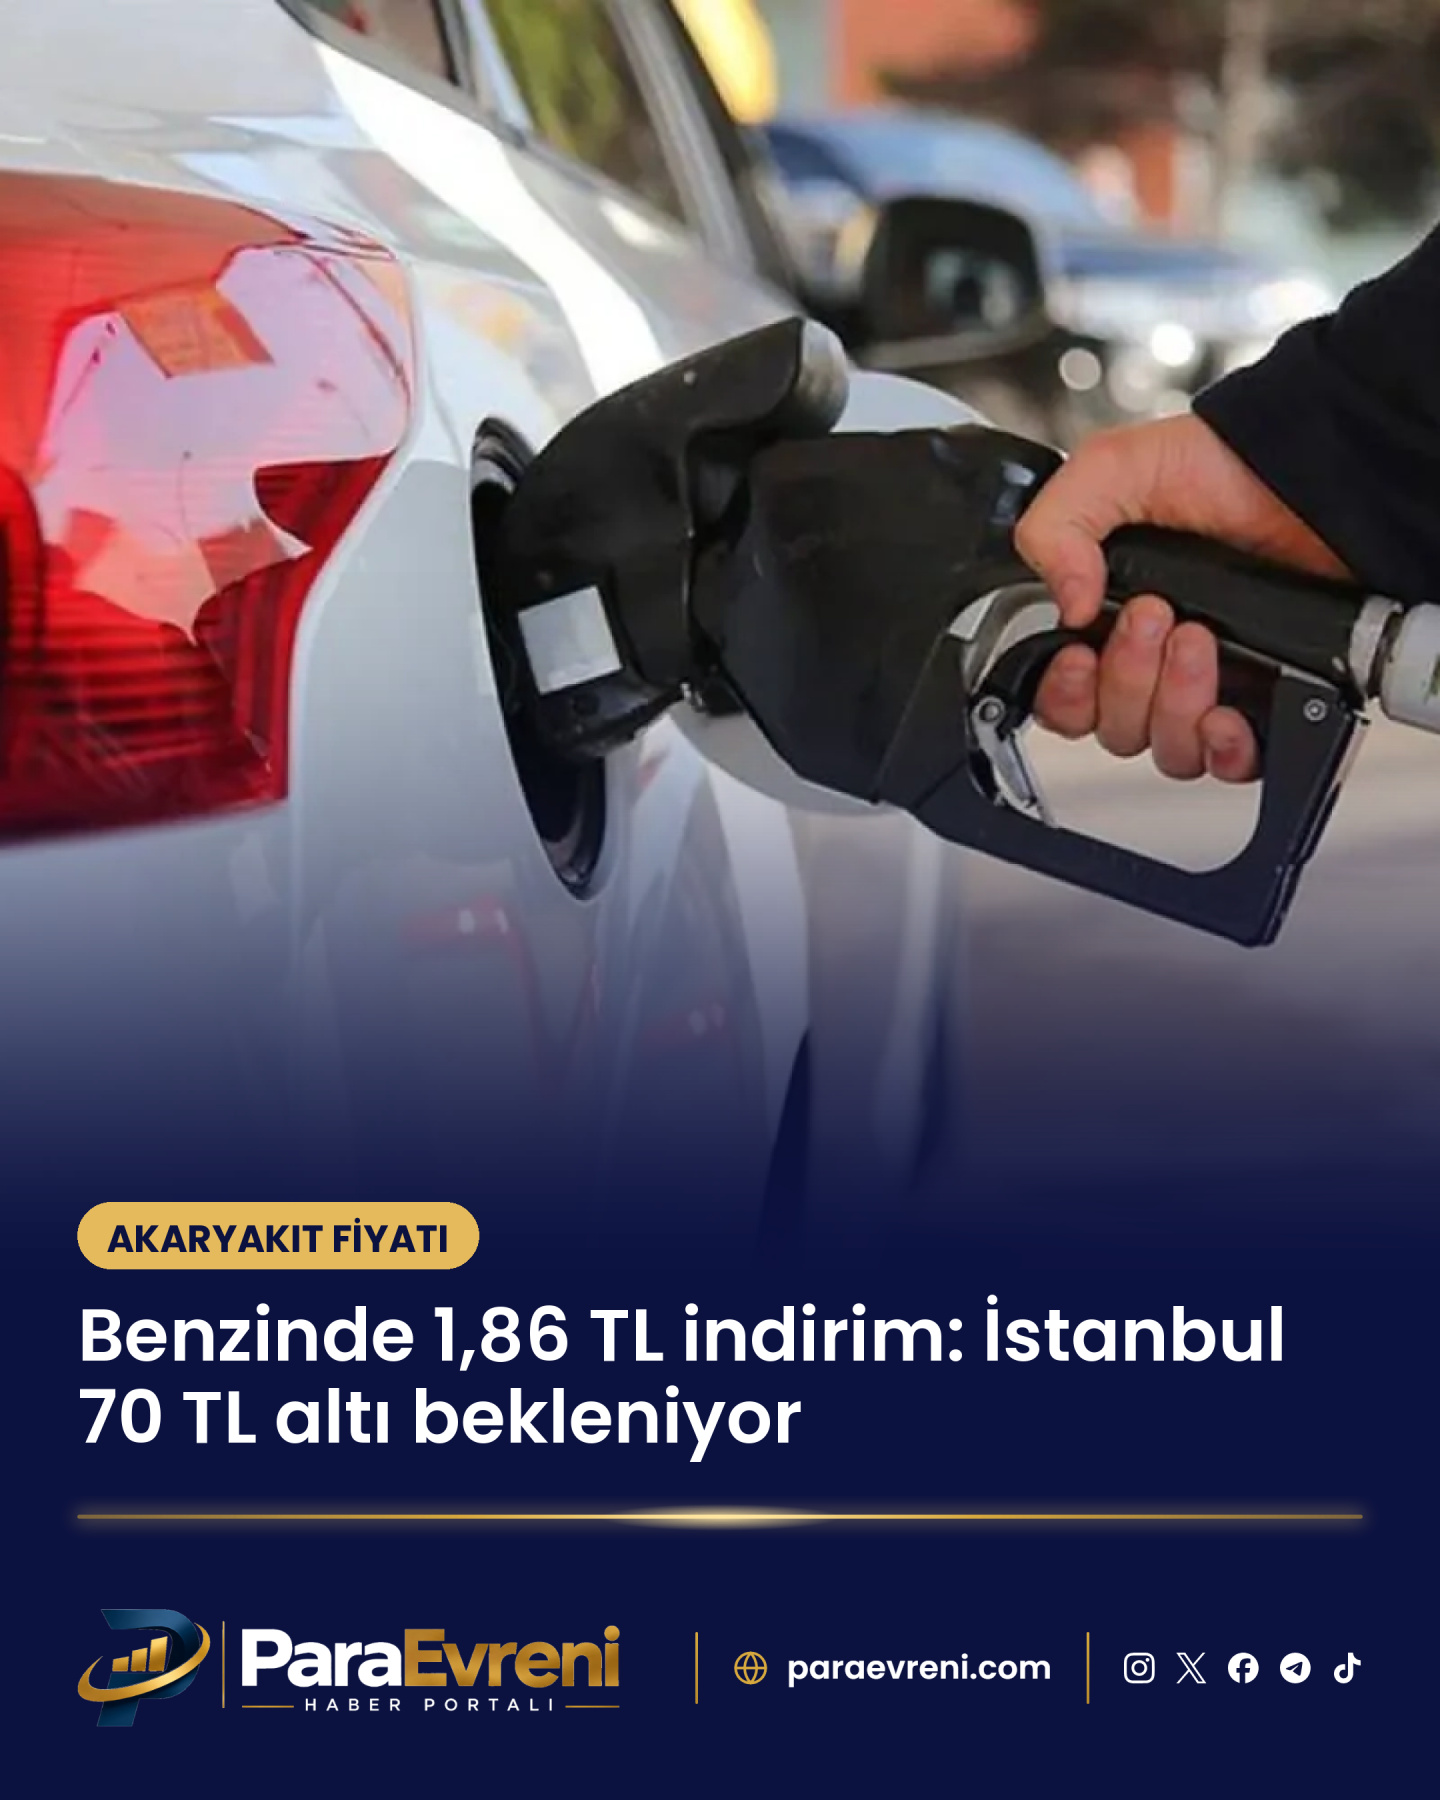 AKARYAKIT FİYATI
Benzinde 1,86 TL indirim: İstanbul
70 TL altı bekleniyor
ParaEvreni
HABER PORTALI
paraevreni.com